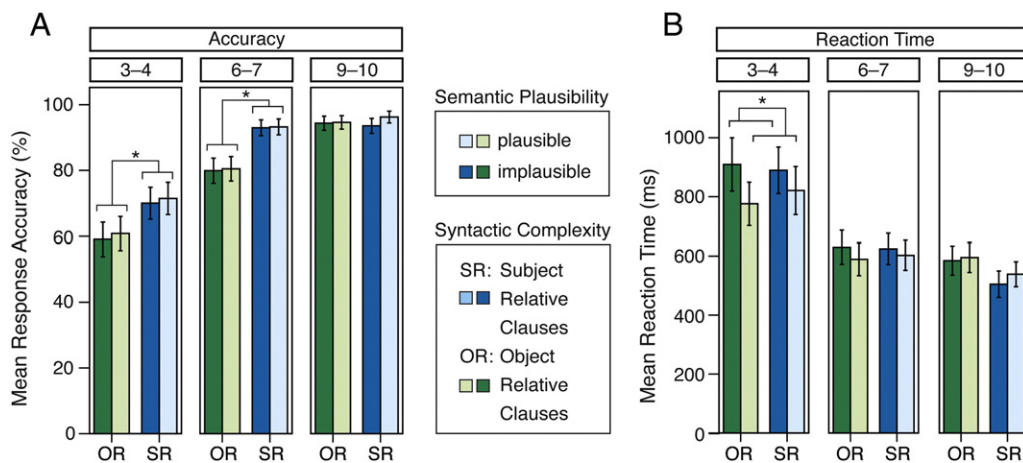 A
Accuracy
3–4
6–7
9–10
Mean Response Accuracy (%)
100
80
60
40
20
0
*
*
OR
SR
OR
SR
OR
SR
Semantic Plausibility
plausible
implausible
Syntactic Complexity
SR: Subject
Relative
Clauses
OR: Object
Relative
Clauses
B
Reaction Time
3–4
6–7
9–10
Mean Reaction Time (ms)
1000
800
600
400
200
0
*
OR
SR
OR
SR
OR
SR